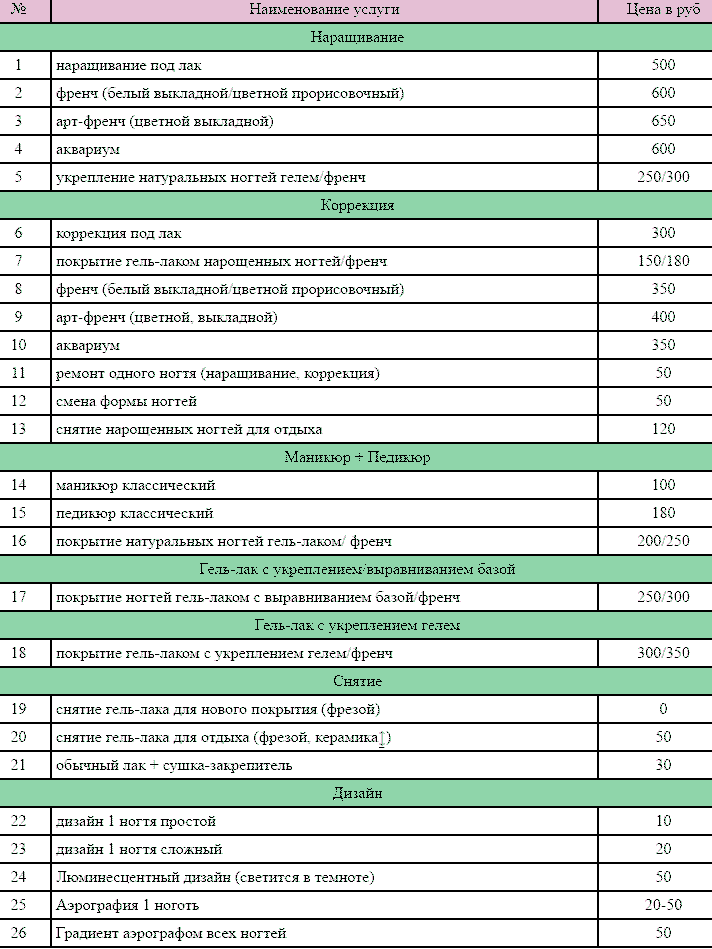 № Наименование услуги Цена в руб
Наращивание
1 наращивание под лак 500
2 френч (белый выкладной/цветной прорисовочный) 600
3 арт-френч (цветной выкладной) 650
4 аквариум 600
5 укрепление натуральных ногтей гелем/френч 250/300
Коррекция
6 коррекция под лак 300
7 покрытие гель-лаком нарощенных ногтей/френч 150/180
8 френч (белый выкладной/цветной прорисовочный) 350
9 арт-френч (цветной, выкладной) 400
10 аквариум 350
11 ремонт одного ногтя (наращивание, коррекция) 50
12 смена формы ногтей 50
13 снятие нарощенных ногтей для отдыха 120
Маникюр + Педикюр
14 маникюр классический 100
15 педикюр классический 180
16 покрытие натуральных ногтей гель-лаком/ френч 200/250
Гель-лак с укреплением/выравниванием базой
17 покрытие ногтей гель-лаком с выравниванием базой/френч 250/300
Гель-лак с укреплением гелем
18 покрытие гель-лаком с укреплением гелем/френч 300/350
Снятие
19 снятие гель-лака для нового покрытия (фрезой) 0
20 снятие гель-лака для отдыха (фрезой, керамика↑) 50
21 обычный лак + сушка-закрепитель 30
Дизайн
22 дизайн 1 ногтя простой 10
23 дизайн 1 ногтя сложный 20
24 Люминесцентный дизайн (светится в темноте) 50
25 Аэрография 1 ноготь 20-50
26 Градиент аэрографом всех ногтей 50